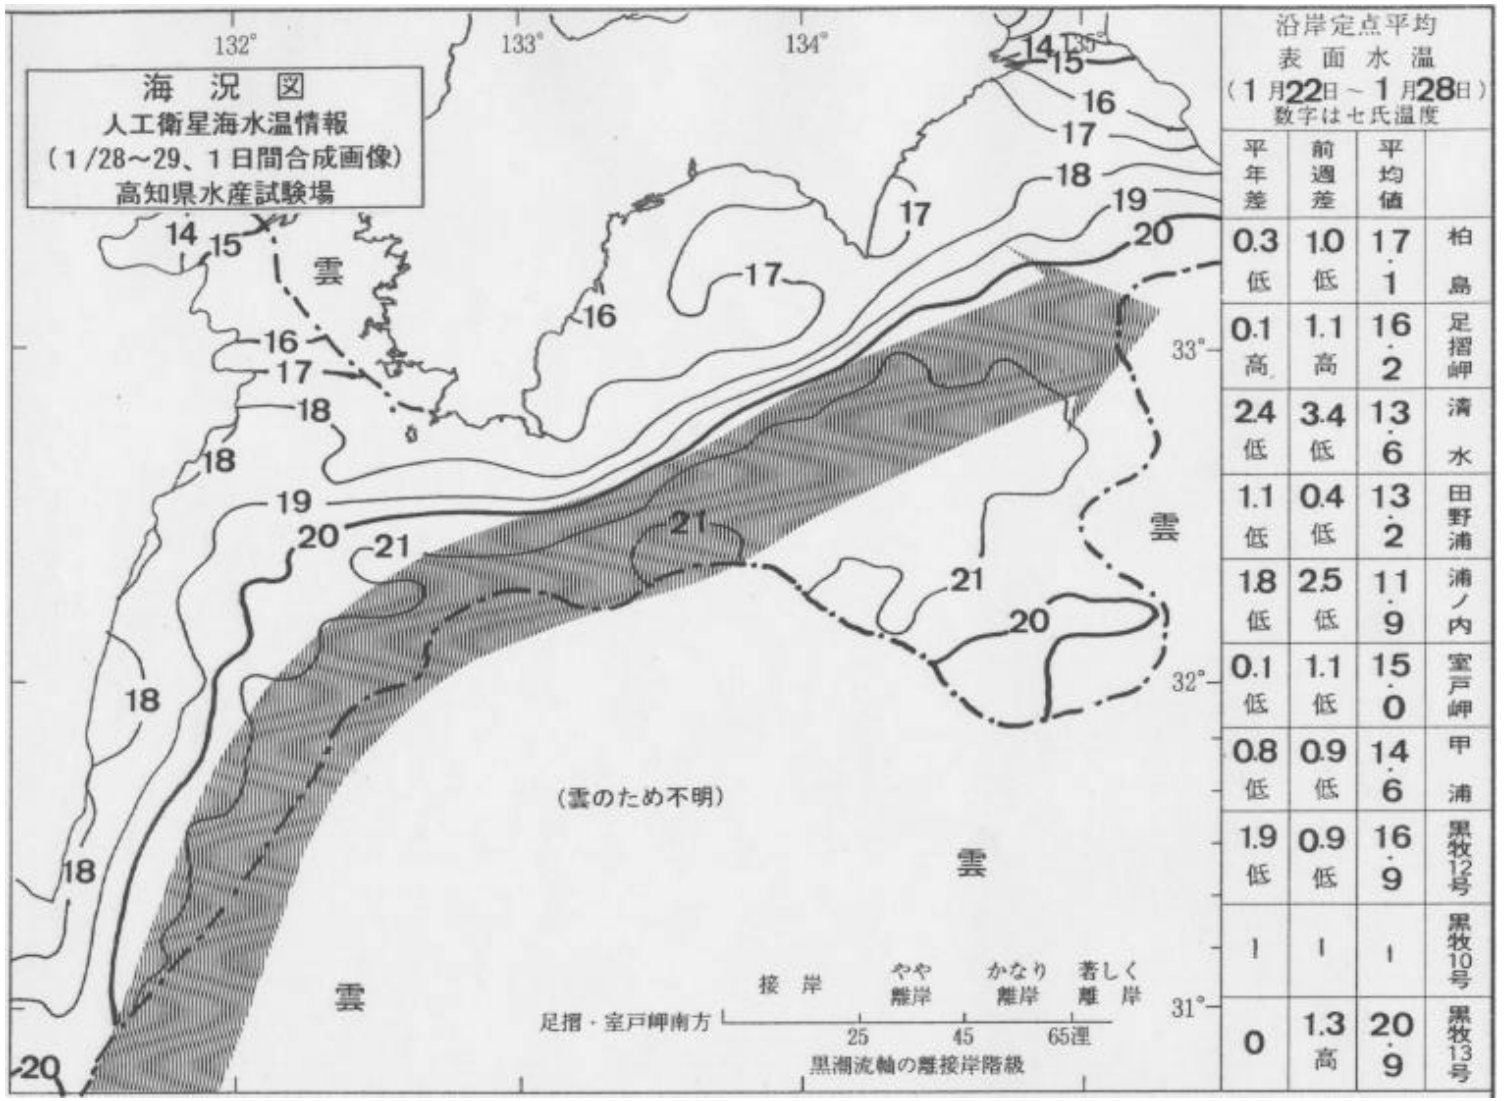 132°
133°
134°
135°
海況図
人工衛星海水温情報
(1/28～29、1日間合成画像)
高知県水産試験場
14
15
16
17
18
19
20
14
15
雲
16
17
18
18
19
20
21
18
18
20
17
17
16
21
21
20
33°
32°
31°
雲
雲
雲
(雲のため不明)
接岸
やや離岸
かなり離岸
著しく離岸
足摺・室戸岬南方
25
45
65浬
黒潮流軸の離接岸階級
沿岸定点平均
表面水温
(1月22日～1月28日)
数字はセ氏温度
平年差 前週差 平均値
0.3低 1.0低 17.1 柏島
0.1高 1.1高 16.2 足摺岬
2.4低 3.4低 13.6 清水
1.1低 0.4低 13.2 田野浦
1.8低 2.5低 11.9 浦ノ内
0.1低 1.1低 15.0 室戸岬
0.8低 0.9低 14.6 甲浦
1.9低 0.9低 16.9 黒牧12号
－ － － 黒牧10号
0 1.3高 20.9 黒牧13号